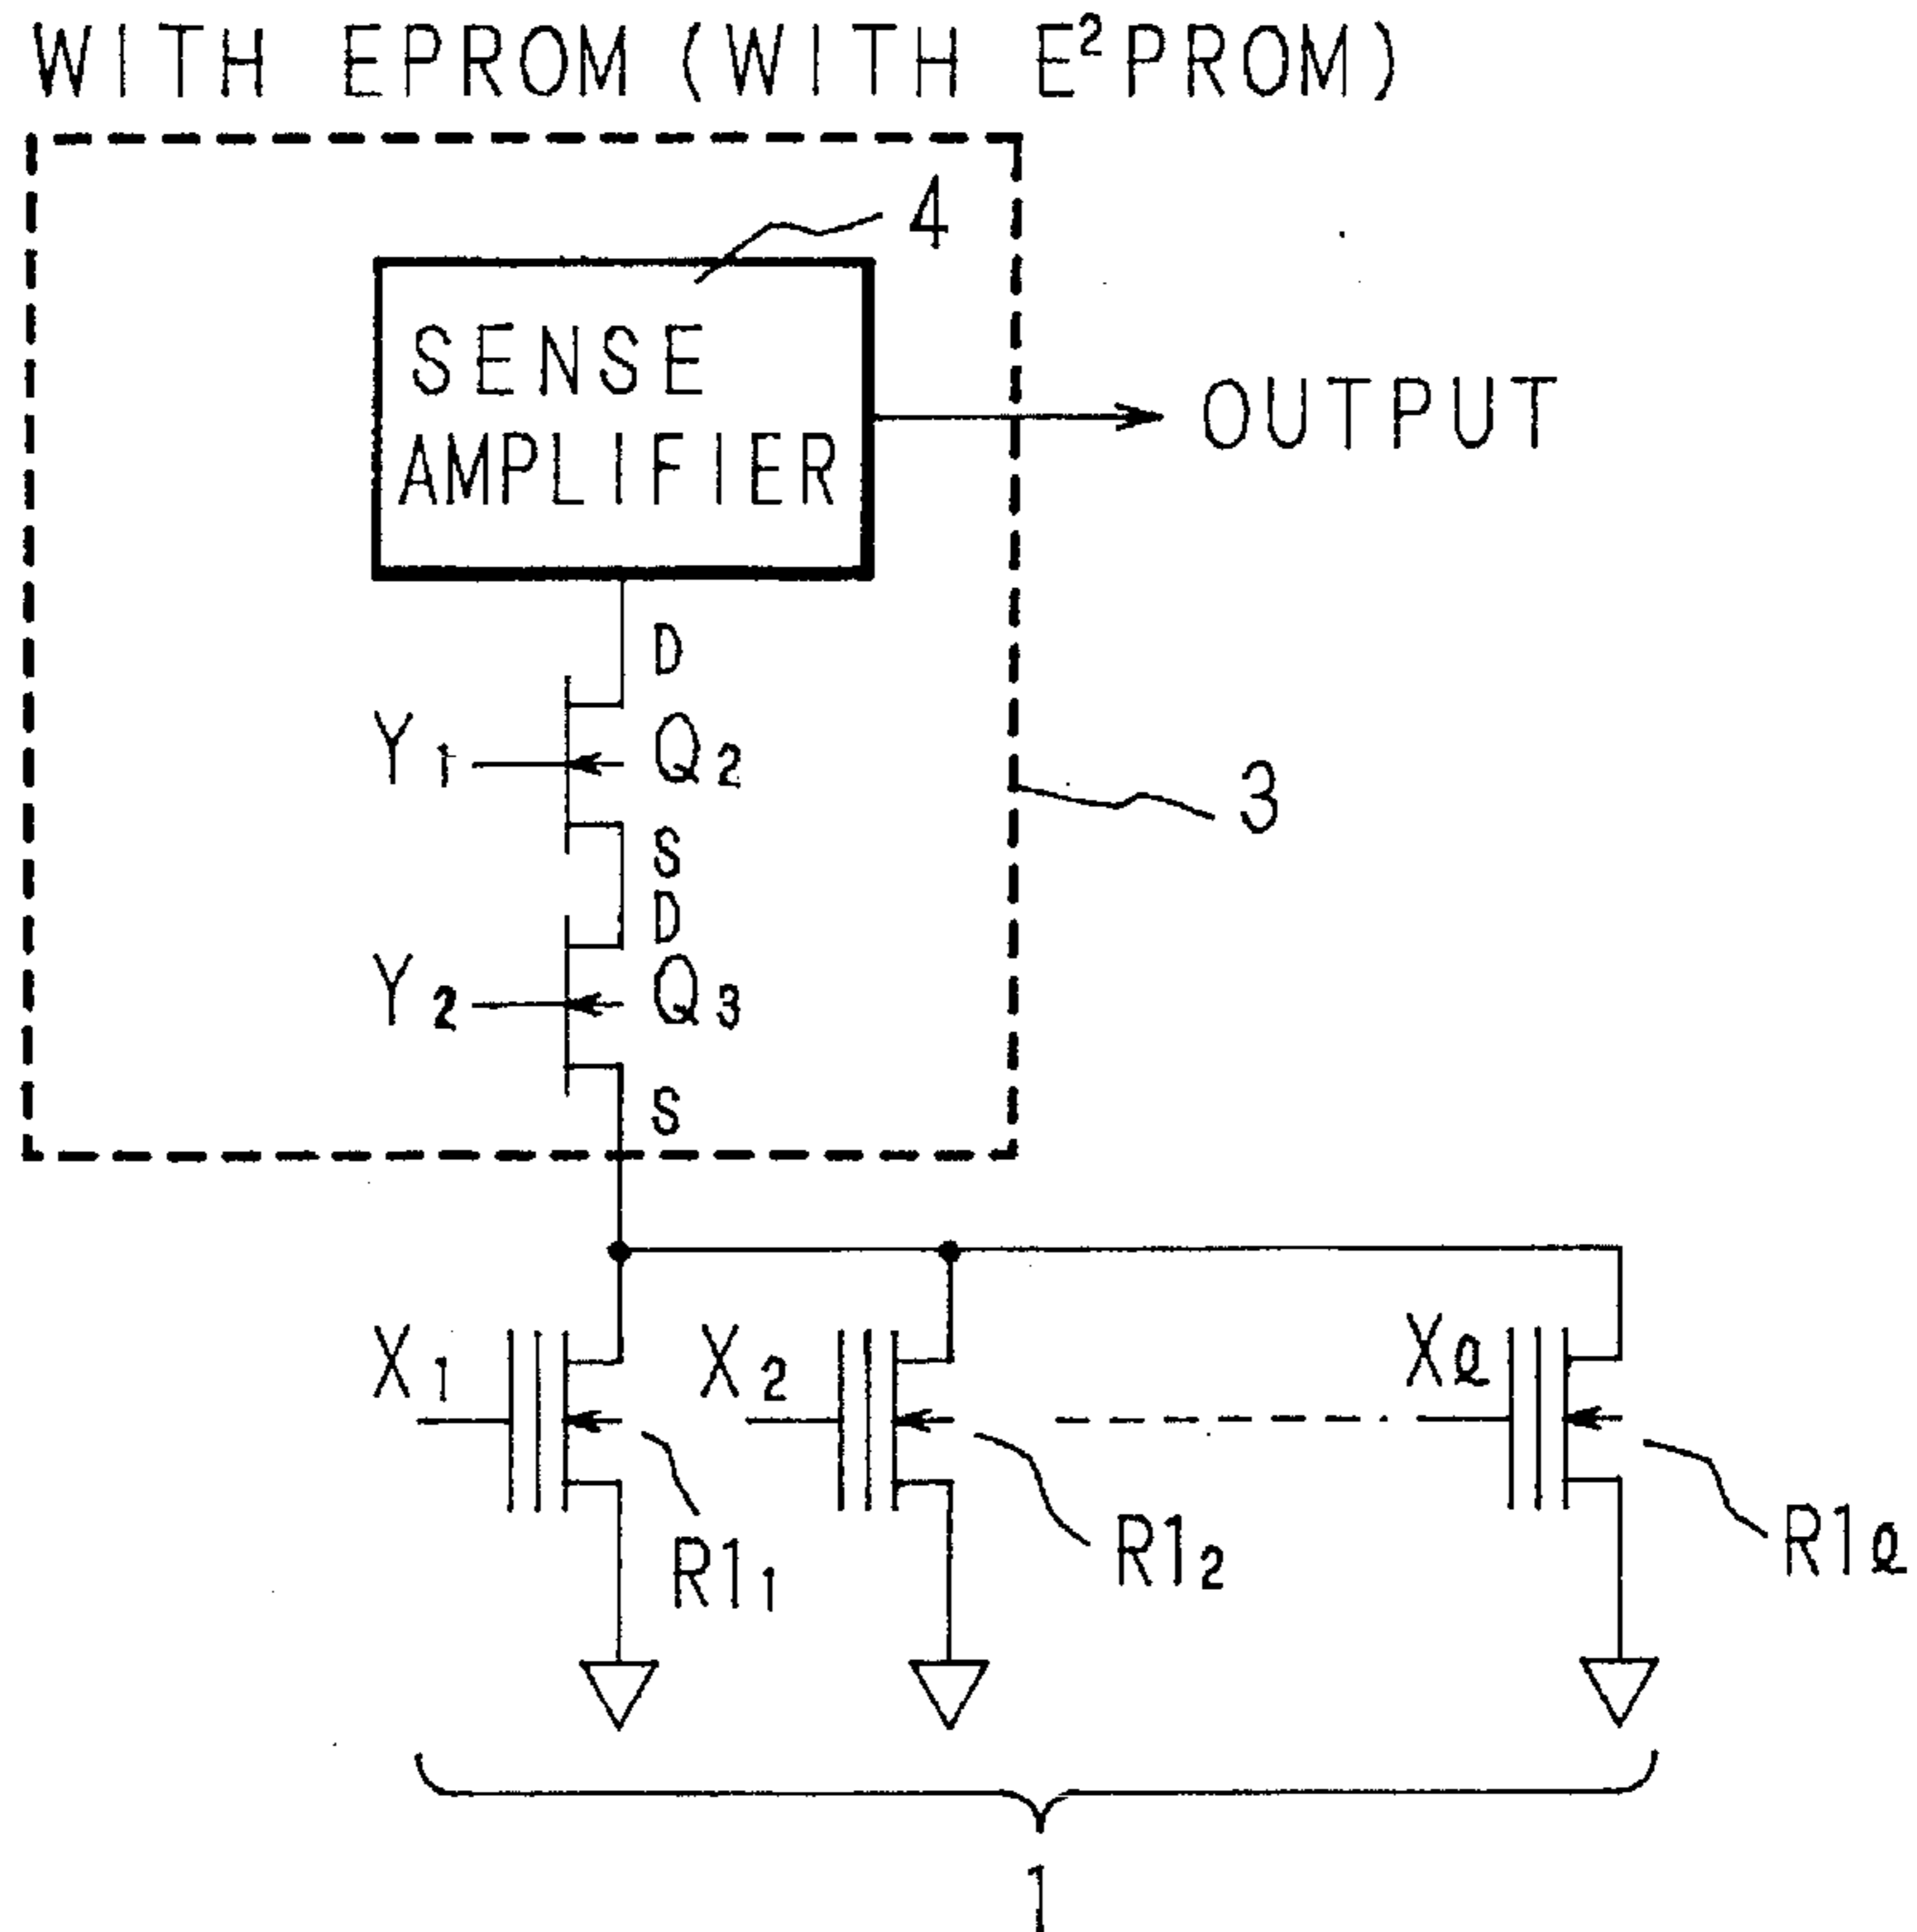 WITH EPROM (WITH E²PROM)
4
SENSE
AMPLIFIER
OUTPUT
D
Y₁
Q₂
3
S
D
Y₂
Q₃
S
X₁
X₂
Xℓ
R1₁
R1₂
R1ℓ
1